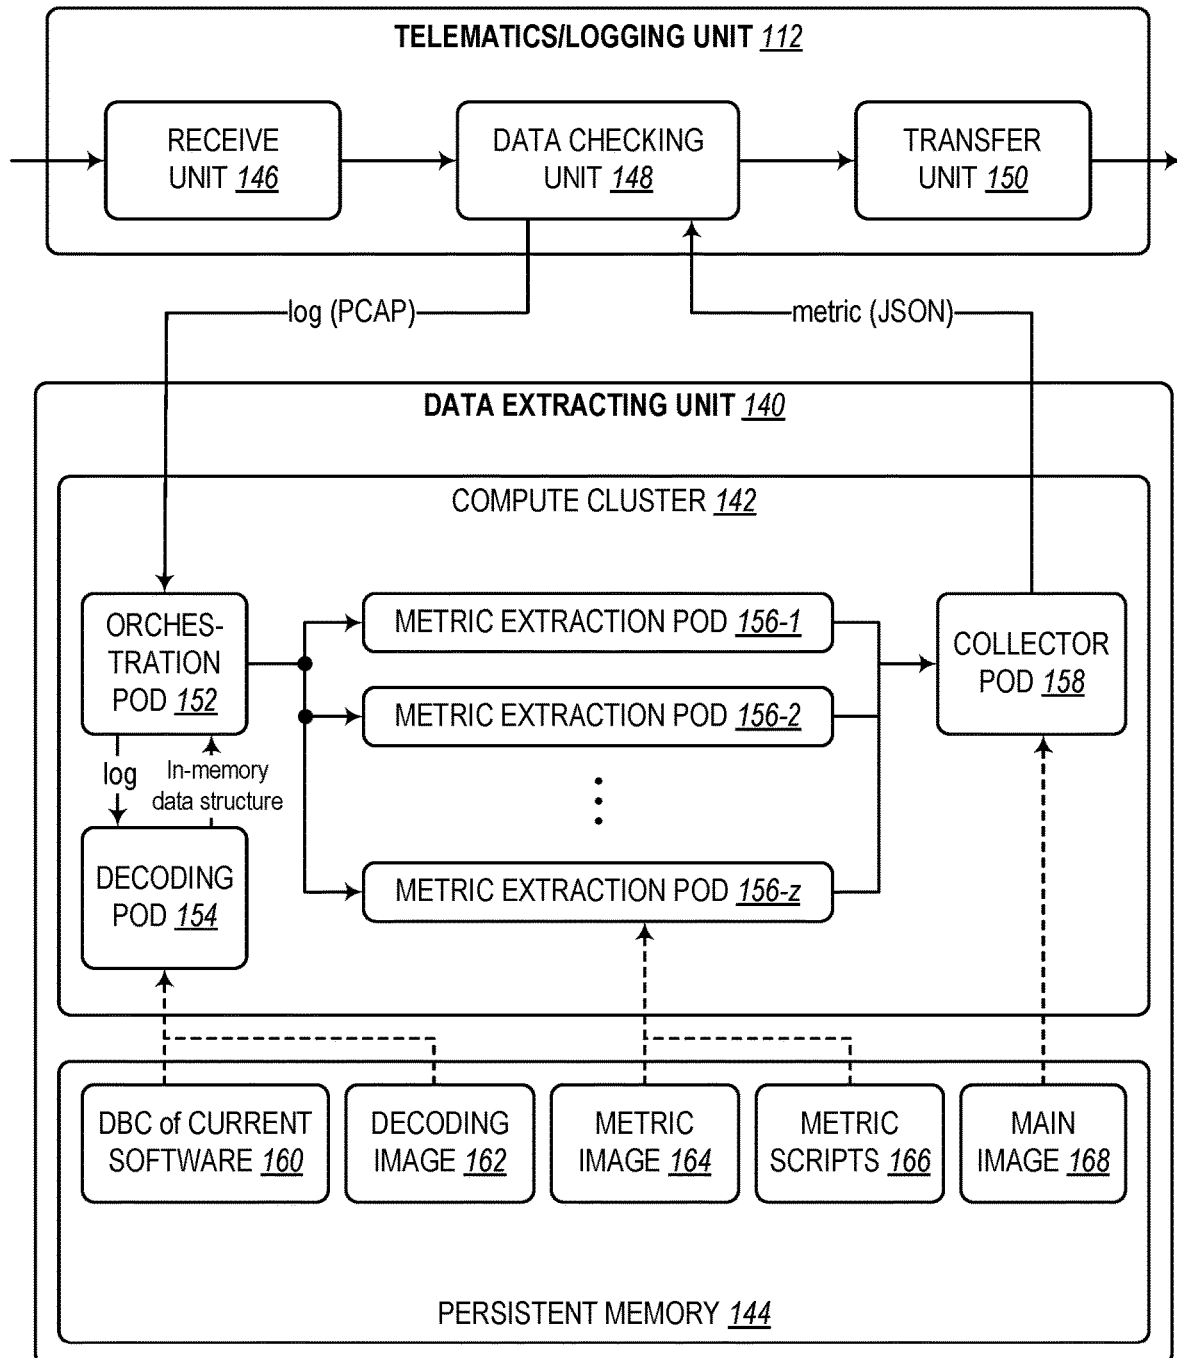 TELEMATICS/LOGGING UNIT 112
RECEIVE
UNIT 146
DATA CHECKING
UNIT 148
TRANSFER
UNIT 150
log (PCAP)
metric (JSON)
DATA EXTRACTING UNIT 140
COMPUTE CLUSTER 142
ORCHES-
TRATION
POD 152
METRIC EXTRACTION POD 156-1
METRIC EXTRACTION POD 156-2
METRIC EXTRACTION POD 156-z
COLLECTOR
POD 158
log
In-memory
data structure
DECODING
POD 154
DBC of CURRENT
SOFTWARE 160
DECODING
IMAGE 162
METRIC
IMAGE 164
METRIC
SCRIPTS 166
MAIN
IMAGE 168
PERSISTENT MEMORY 144